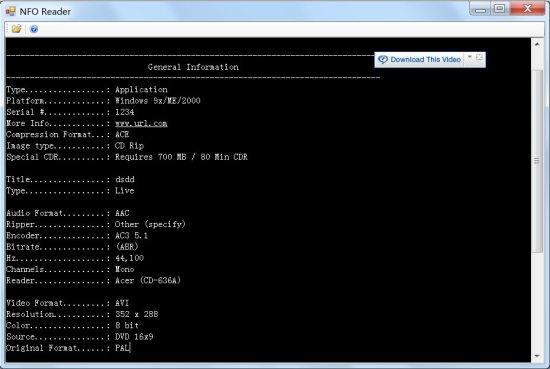 NFO Reader
Download This Video
General Information
Type.................: Application
Platform.............: Windows 9x/ME/2000
Serial #.............: 1234
More Info............: www.url.com
Compression Format...: ACE
Image type...........: CD Rip
Special CDR..........: Requires 700 MB / 80 Min CDR
Title................: dsdd
Type.................: Live
Audio Format.........: AAC
Ripper...............: Other (specify)
Encoder..............: AC3 5.1
Bitrate..............: (ABR)
Hz...................: 44,100
Channels.............: Mono
Reader...............: Acer (CD-636A)
Video Format.........: AVI
Resolution...........: 352 x 288
Color................: 8 bit
Source...............: DVD 16x9
Original Format......: PAL